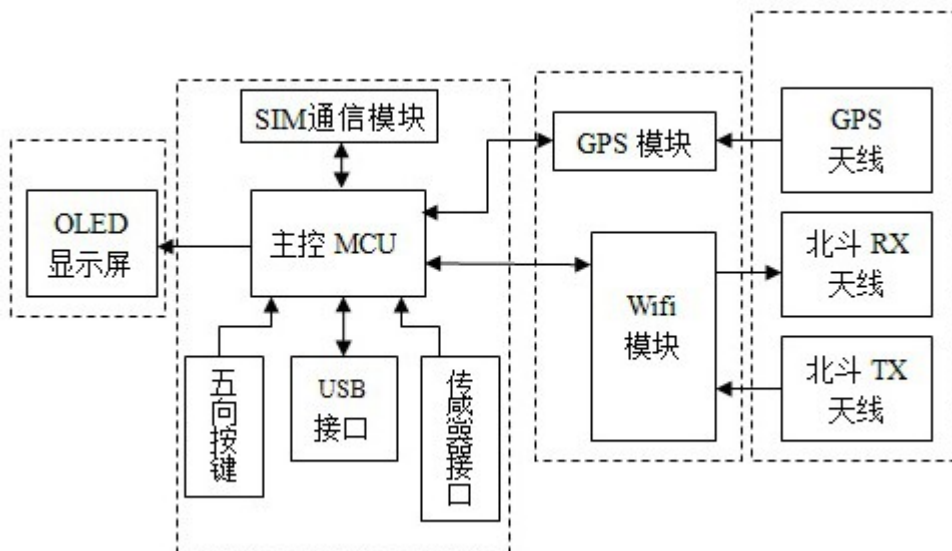 SIM通信模块
GPS 模块
GPS
天线
OLED
显示屏
主控 MCU
北斗 RX
天线
Wifi
模块
五向按键
USB
接口
传感器接口
北斗 TX
天线